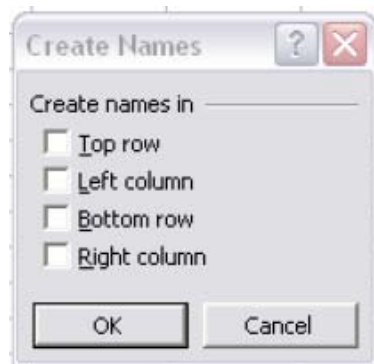 Create Names
Create names in
Top row
Left column
Bottom row
Right column
OK Cancel